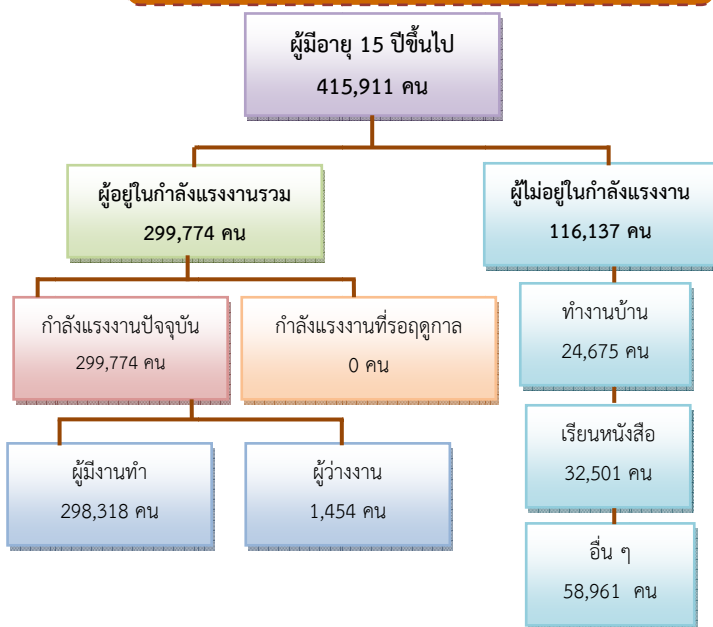 ผู้มีอายุ 15 ปีขึ้นไป
415,911 คน
ผู้อยู่ในกำลังแรงงานรวม
299,774 คน
ผู้ไม่อยู่ในกำลังแรงงาน
116,137 คน
กำลังแรงงานปัจจุบัน
299,774 คน
กำลังแรงงานที่รอฤดูกาล
0 คน
ทำงานบ้าน
24,675 คน
ผู้มีงานทำ
298,318 คน
ผู้ว่างงาน
1,454 คน
เรียนหนังสือ
32,501 คน
อื่น ๆ
58,961 คน